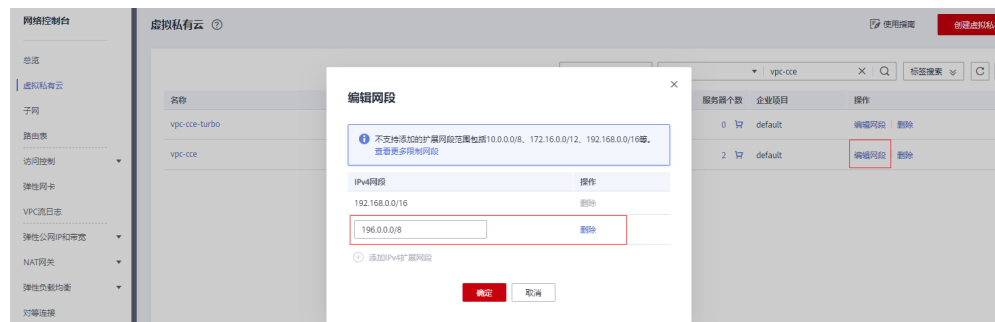 网络控制台
虚拟私有云
使用指南
创建虚拟私
总览
虚拟私有云
子网
路由表
访问控制
弹性网卡
VPC流日志
弹性公网IP和带宽
NAT网关
弹性负载均衡
对等连接
vpc-cce
标签搜索
名称
服务器个数
企业项目
操作
vpc-cce-turbo
0
default
编辑网段
删除
vpc-cce
2
default
编辑网段
删除
编辑网段
不支持添加的扩展网段范围包括10.0.0.0/8、172.16.0.0/12、192.168.0.0/16等。
查看更多限制网段
IPv4网段
操作
192.168.0.0/16
删除
196.0.0.0/8
删除
添加IPv4扩展网段
确定
取消